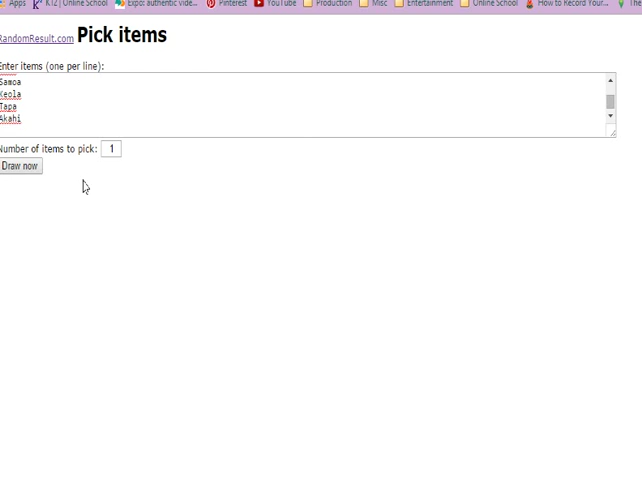 Apps K12 | Online School Expo: authentic vide... Pinterest YouTube Production Misc Entertainment Online School How to Record Your... The
RandomResult.com Pick items
Enter items (one per line):
Samoa
Keola
Tapa
Akahi
Number of items to pick: 1
Draw now